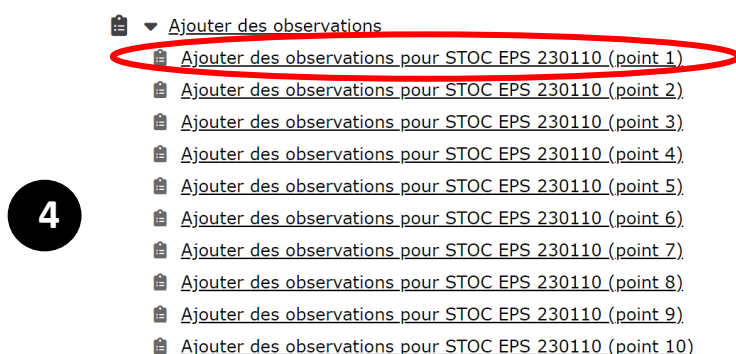 Ajouter des observations
Ajouter des observations pour STOC EPS 230110 (point 1)
Ajouter des observations pour STOC EPS 230110 (point 2)
Ajouter des observations pour STOC EPS 230110 (point 3)
Ajouter des observations pour STOC EPS 230110 (point 4)
Ajouter des observations pour STOC EPS 230110 (point 5)
4
Ajouter des observations pour STOC EPS 230110 (point 6)
Ajouter des observations pour STOC EPS 230110 (point 7)
Ajouter des observations pour STOC EPS 230110 (point 8)
Ajouter des observations pour STOC EPS 230110 (point 9)
Ajouter des observations pour STOC EPS 230110 (point 10)